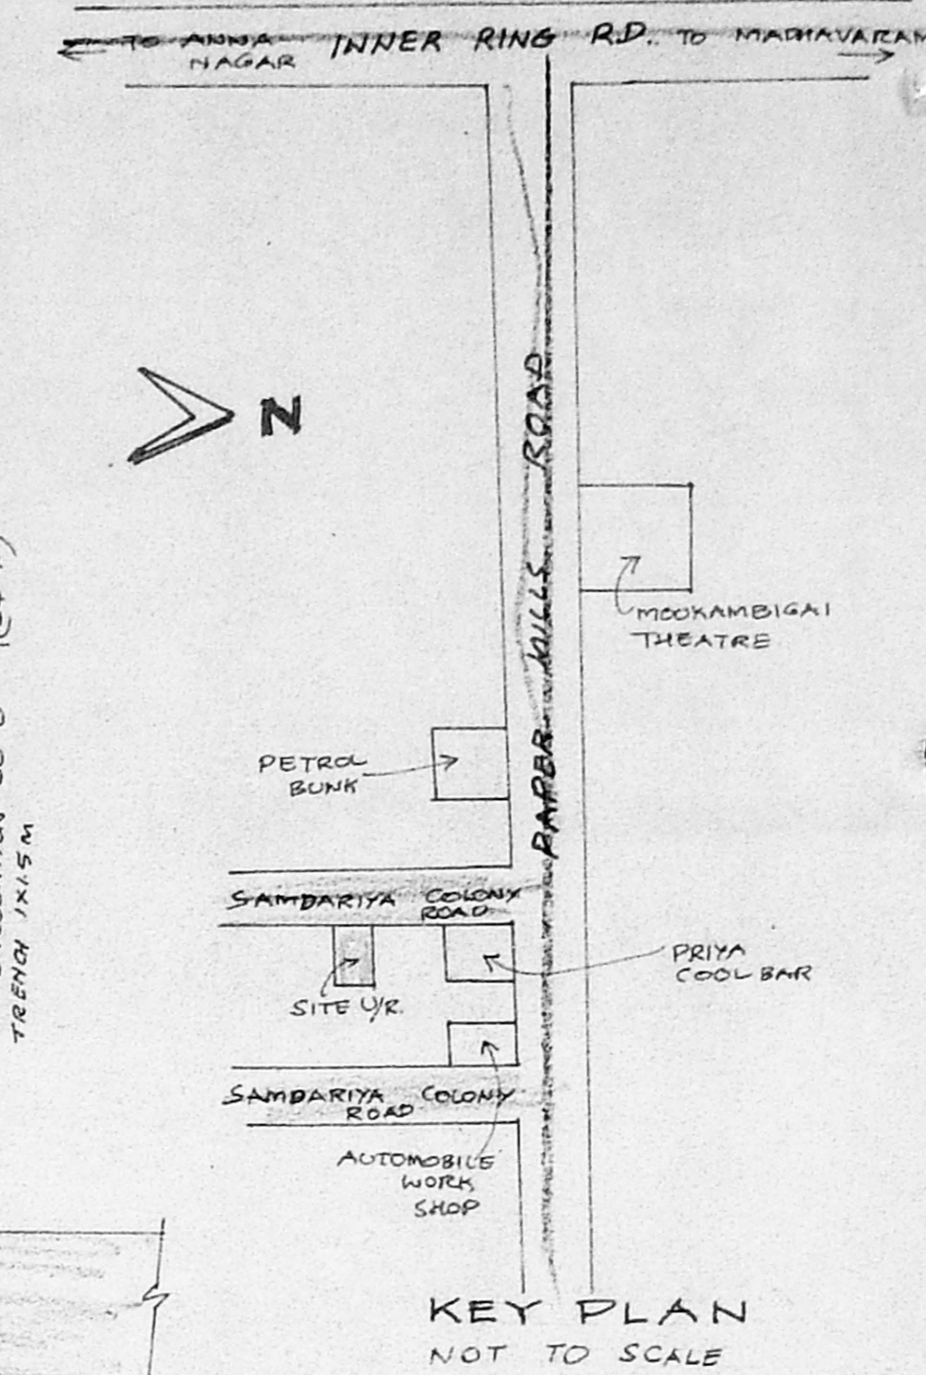 TO ANNA NAGAR
INNER RING RD.
TO MADHAVARAM
N
PAPER MILLS ROAD
MOOKAMBIGAI
THEATRE
PETROL
BUNK
SAMDARIYA COLONY
ROAD
PRIYA
COOL BAR
SITE U/R.
SAMDARIYA COLONY
ROAD
AUTOMOBILE
WORK
SHOP
TRENCH 1X1.5M
KEY PLAN
NOT TO SCALE